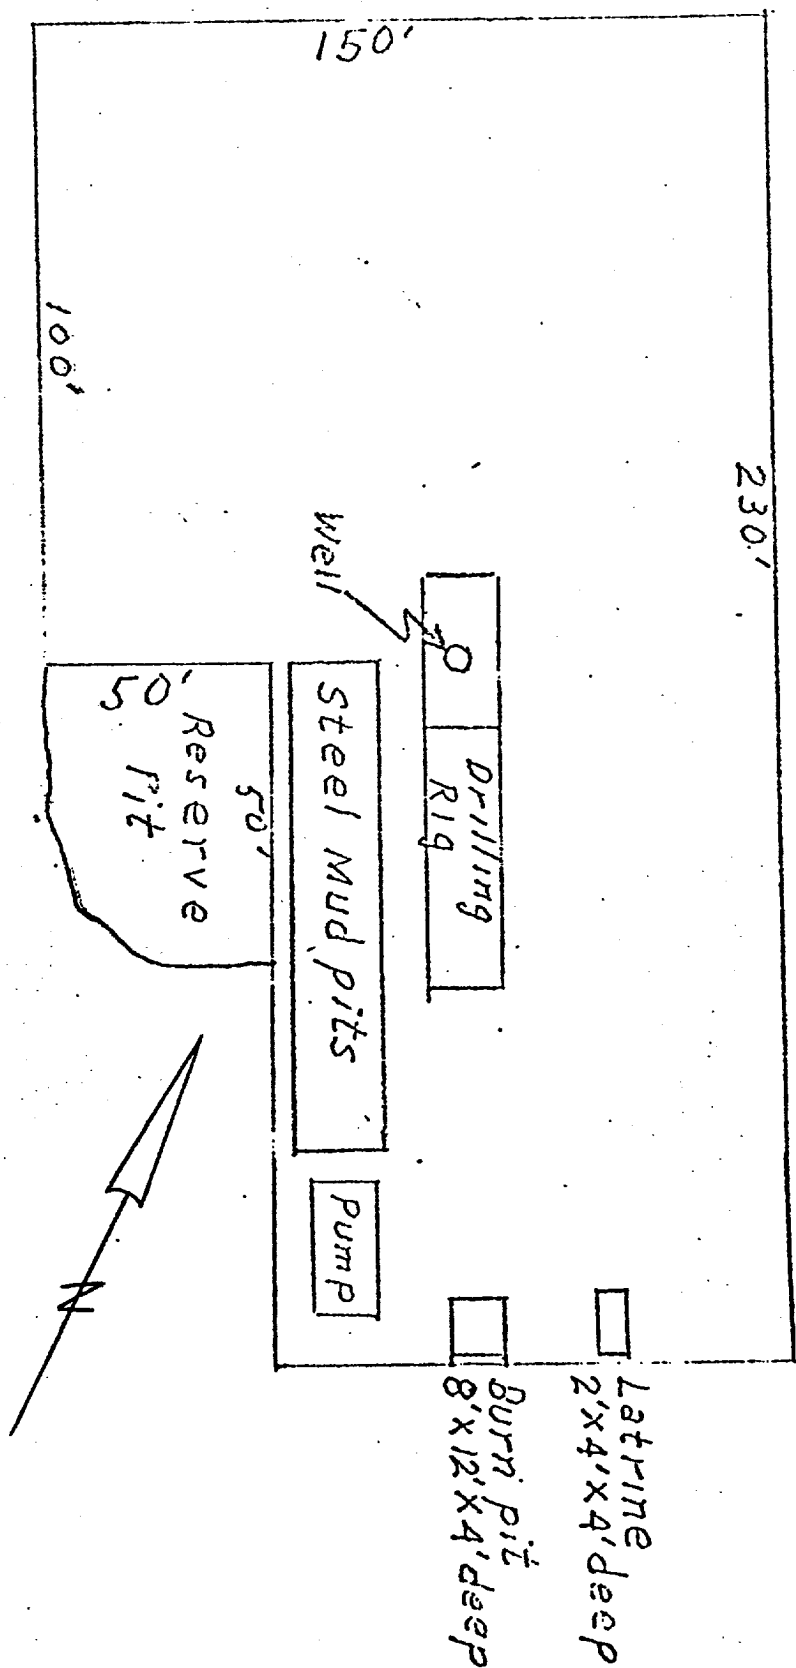 150'
100'
230'
Well
Drilling
Rig
Steel Mud pits
50'
50'
Reserve
Pit
Pump
N
Latrine
2'x4'x4' deep
Burn pit
8'x12'x4' deep